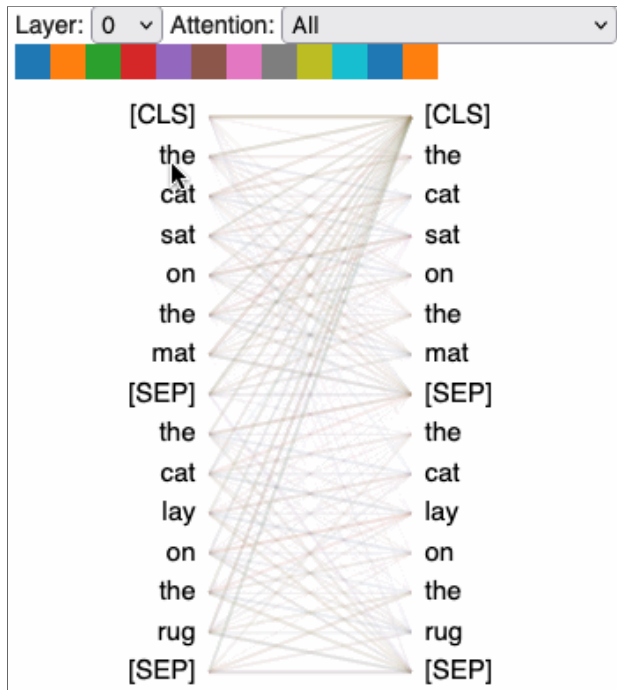 Layer: 0 Attention: All
[CLS] [CLS]
the the
cat cat
sat sat
on on
the the
mat mat
[SEP] [SEP]
the the
cat cat
lay lay
on on
the the
rug rug
[SEP] [SEP]